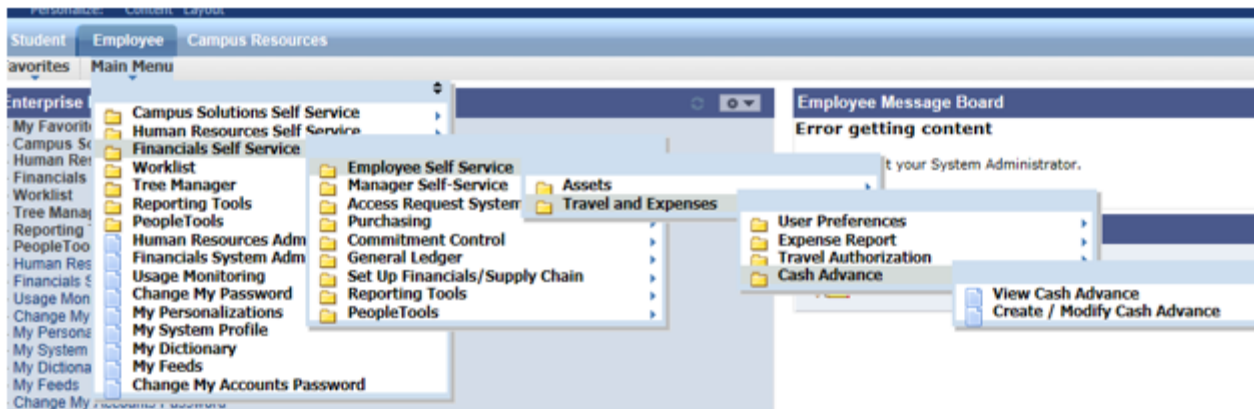 Personalize: Content Layout
Student Employee Campus Resources
avorites Main Menu
Enterprise
My Favorit
Campus So
Human Res
Financials
Worklist
Tree Manag
Reporting
PeopleToo
Human Res
Financials S
Usage Mon
Change My
My Persona
My System
My Dictiona
My Feeds
Change My Accounts Password
Campus Solutions Self Service
Human Resources Self Service
Financials Self Service
Worklist
Tree Manager
Reporting Tools
PeopleTools
Human Resources Adm
Financials System Adm
Usage Monitoring
Change My Password
My Personalizations
My System Profile
My Dictionary
My Feeds
Change My Accounts Password
Employee Self Service
Manager Self-Service
Access Request System
Purchasing
Commitment Control
General Ledger
Set Up Financials/Supply Chain
Reporting Tools
PeopleTools
Assets
Travel and Expenses
User Preferences
Expense Report
Travel Authorization
Cash Advance
View Cash Advance
Create / Modify Cash Advance
Employee Message Board
Error getting content
t your System Administrator.